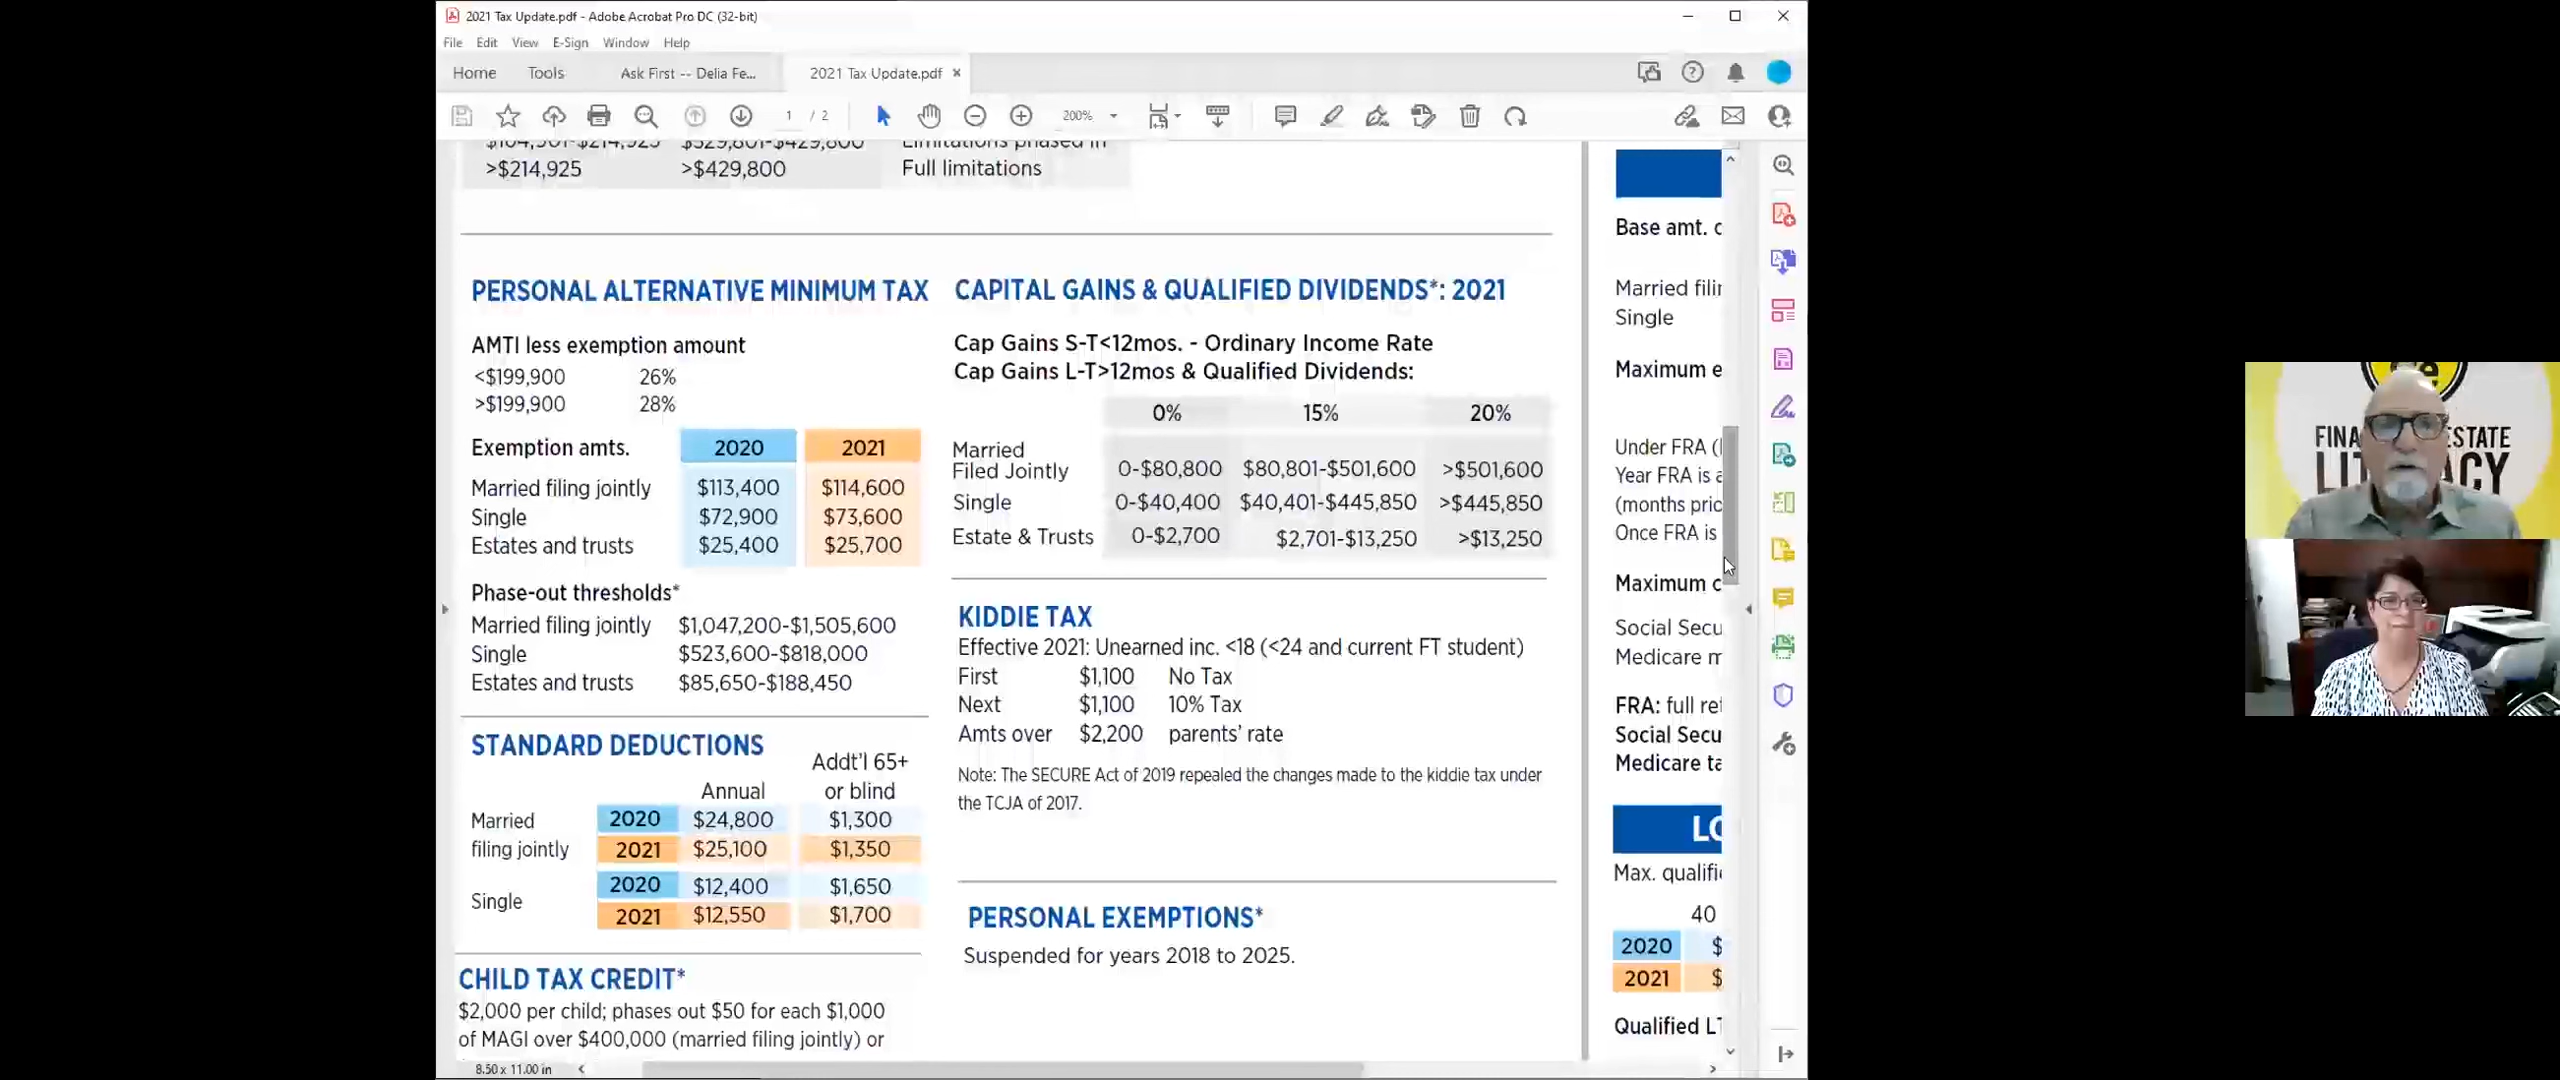 2021 Tax Update.pdf - Adobe Acrobat Pro DC (32-bit)
File Edit View E-Sign Window Help
Home Tools Ask First -- Delia Fe... 2021 Tax Update.pdf ×
1 / 2 200%
$329,801-$429,800 Limitations phased in
>$214,925 >$429,800 Full limitations
PERSONAL ALTERNATIVE MINIMUM TAX
AMTI less exemption amount
<$199,900 26%
>$199,900 28%
Exemption amts. 2020 2021
Married filing jointly $113,400 $114,600
Single $72,900 $73,600
Estates and trusts $25,400 $25,700
Phase-out thresholds*
Married filing jointly $1,047,200-$1,505,600
Single $523,600-$818,000
Estates and trusts $85,650-$188,450
STANDARD DEDUCTIONS
Addt'l 65+
Annual or blind
Married 2020 $24,800 $1,300
filing jointly 2021 $25,100 $1,350
2020 $12,400 $1,650
Single
2021 $12,550 $1,700
CHILD TAX CREDIT*
$2,000 per child; phases out $50 for each $1,000
of MAGI over $400,000 (married filing jointly) or
CAPITAL GAINS & QUALIFIED DIVIDENDS*: 2021
Cap Gains S-T<12mos. - Ordinary Income Rate
Cap Gains L-T>12mos & Qualified Dividends:
0% 15% 20%
Married
Filed Jointly 0-$80,800 $80,801-$501,600 >$501,600
Single 0-$40,400 $40,401-$445,850 >$445,850
Estate & Trusts 0-$2,700 $2,701-$13,250 >$13,250
KIDDIE TAX
Effective 2021: Unearned inc. <18 (<24 and current FT student)
First $1,100 No Tax
Next $1,100 10% Tax
Amts over $2,200 parents' rate
Note: The SECURE Act of 2019 repealed the changes made to the kiddie tax under
the TCJA of 2017.
PERSONAL EXEMPTIONS*
Suspended for years 2018 to 2025.
Base amt.
Married
Single
Maximum
Under FRA
Year FRA is
(months
Once FRA is
Maximum
Social
Medicare
FRA: full
Social
Medicare
Max.
40
2020 $
2021 $
Qualified
8.50 x 11.00 in
LITERACY